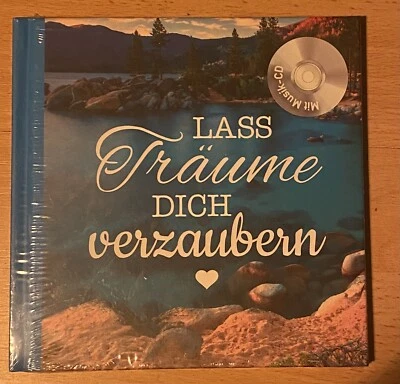 Mit Musik-CD
LASS
Träume
DICH
verzaubern